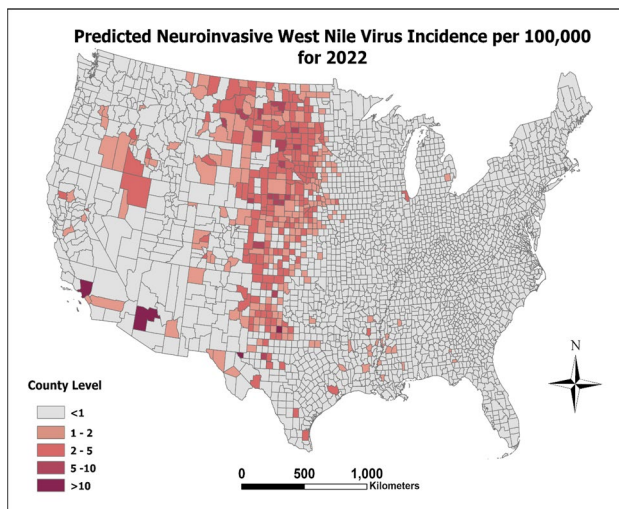 Predicted Neuroinvasive West Nile Virus Incidence per 100,000
for 2022
N
County Level
<1
1 - 2
2 - 5
5 -10
>10
0 500 1,000
Kilometers